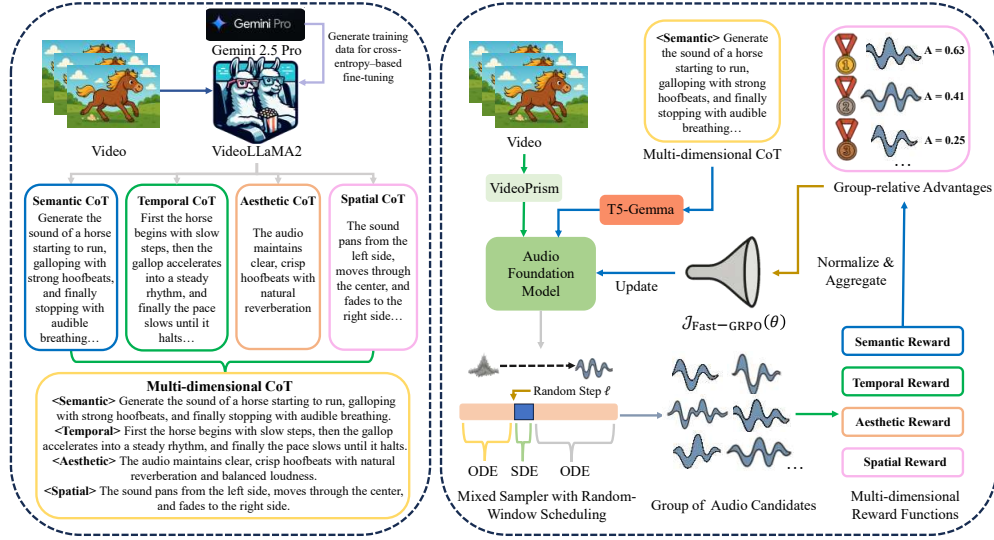 Gemini Pro
Gemini 2.5 Pro
Generate training
data for cross-
entropy–based
fine-tuning
Video
VideoLLaMA2
Semantic CoT
Generate the
sound of a horse
starting to run,
galloping with
strong hoofbeats,
and finally
stopping with
audible
breathing…
Temporal CoT
First the horse
begins with slow
steps, then the
gallop accelerates
into a steady
rhythm, and
finally the pace
slows until it
halts…
Aesthetic CoT
The audio
maintains
clear, crisp
hoofbeats with
natural
reverberation
Spatial CoT
The sound
pans from the
left side,
moves through
the center,
and fades to the
right side…
Multi-dimensional CoT
<Semantic> Generate the sound of a horse starting to run, galloping
with strong hoofbeats, and finally stopping with audible breathing.
<Temporal> First the horse begins with slow steps, then the gallop
accelerates into a steady rhythm, and finally the pace slows until it halts.
<Aesthetic> The audio maintains clear, crisp hoofbeats with natural
reverberation and balanced loudness.
<Spatial> The sound pans from the left side, moves through the center,
and fades to the right side.
Video
VideoPrism
<Semantic> Generate
the sound of a horse
starting to run,
galloping with strong
hoofbeats, and finally
stopping with audible
breathing…
Multi-dimensional CoT
T5-Gemma
Audio
Foundation
Model
Update
𝒥Fast−GRPO(θ)
1
A = 0.63
2
A = 0.41
3
A = 0.25
…
Group-relative Advantages
Normalize &
Aggregate
Random Step ℓ
ODE
SDE
ODE
Mixed Sampler with Random-
Window Scheduling
…
Group of Audio Candidates
Semantic Reward
Temporal Reward
Aesthetic Reward
Spatial Reward
Multi-dimensional
Reward Functions